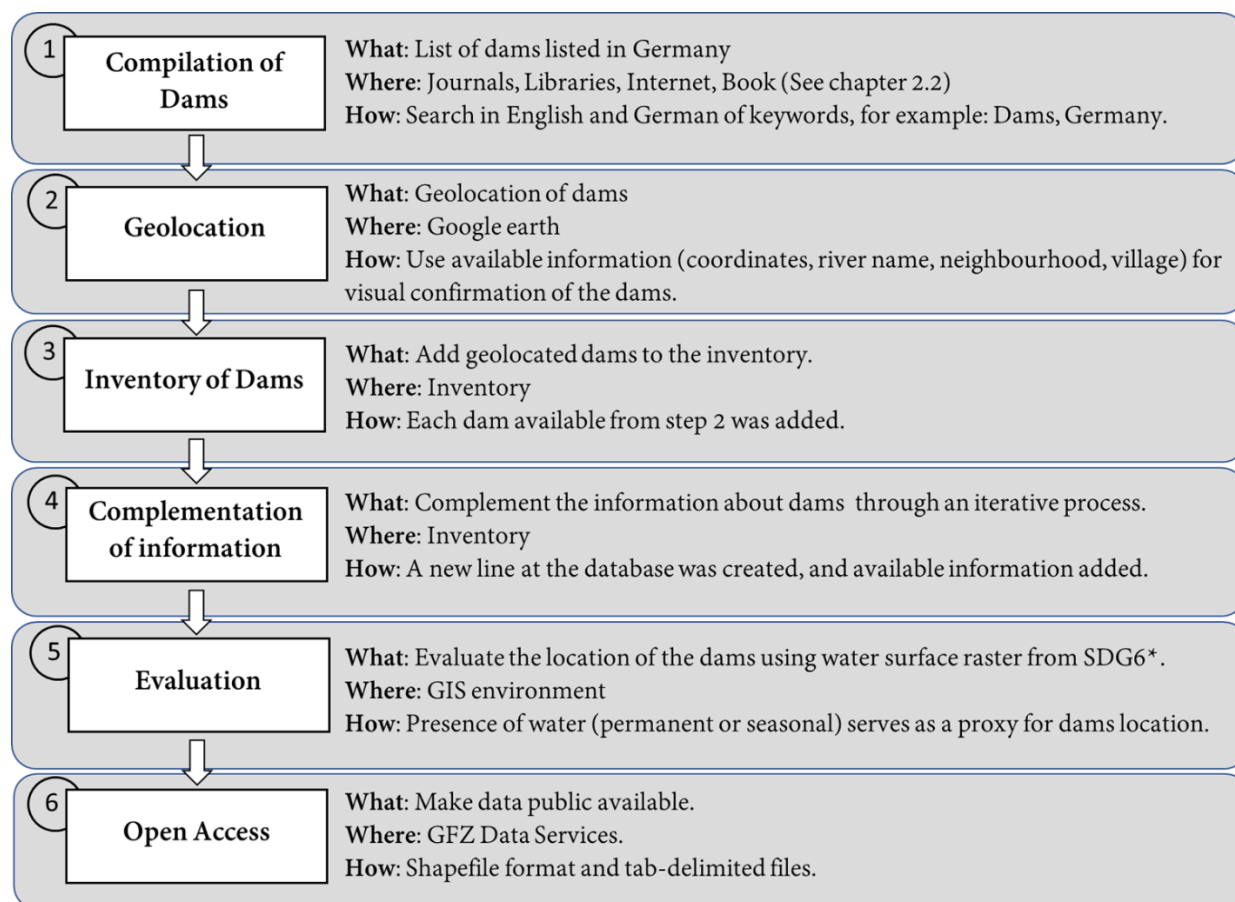 1
Compilation of
Dams
What: List of dams listed in Germany
Where: Journals, Libraries, Internet, Book (See chapter 2.2)
How: Search in English and German of keywords, for example: Dams, Germany.
2
Geolocation
What: Geolocation of dams
Where: Google earth
How: Use available information (coordinates, river name, neighbourhood, village) for
visual confirmation of the dams.
3
Inventory of Dams
What: Add geolocated dams to the inventory.
Where: Inventory
How: Each dam available from step 2 was added.
4
Complementation
of information
What: Complement the information about dams through an iterative process.
Where: Inventory
How: A new line at the database was created, and available information added.
5
Evaluation
What: Evaluate the location of the dams using water surface raster from SDG6*.
Where: GIS environment
How: Presence of water (permanent or seasonal) serves as a proxy for dams location.
6
Open Access
What: Make data public available.
Where: GFZ Data Services.
How: Shapefile format and tab-delimited files.